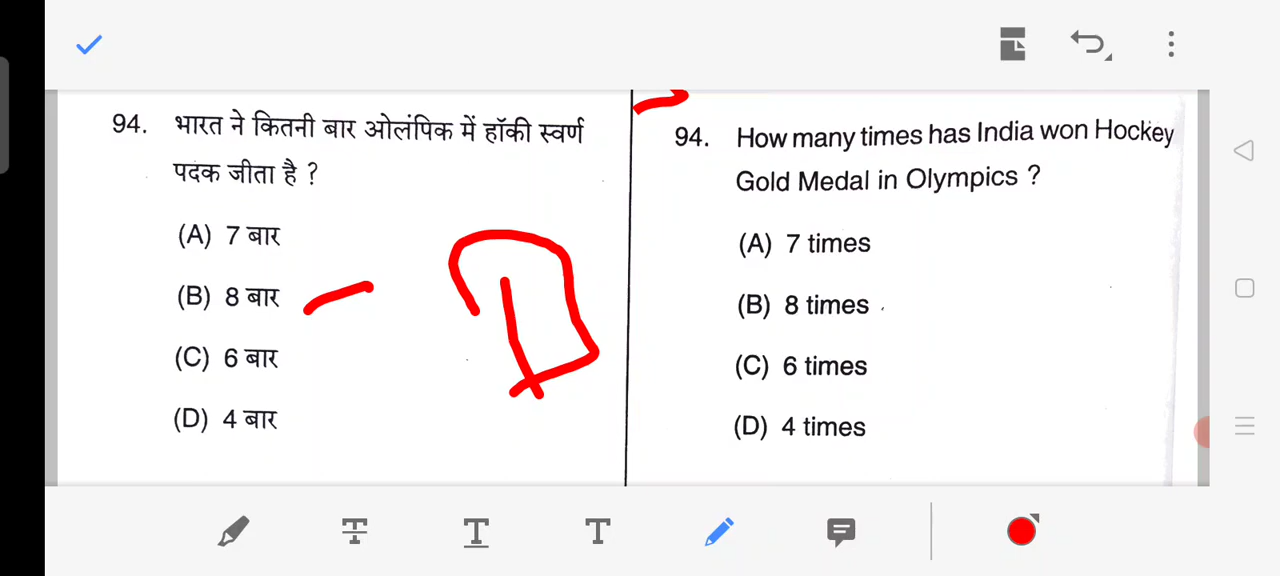 94. भारत ने कितनी बार ओलंपिक में हॉकी स्वर्ण
पदक जीता है ?
(A) 7 बार
(B) 8 बार
(C) 6 बार
(D) 4 बार
94. How many times has India won Hockey
Gold Medal in Olympics ?
(A) 7 times
(B) 8 times
(C) 6 times
(D) 4 times